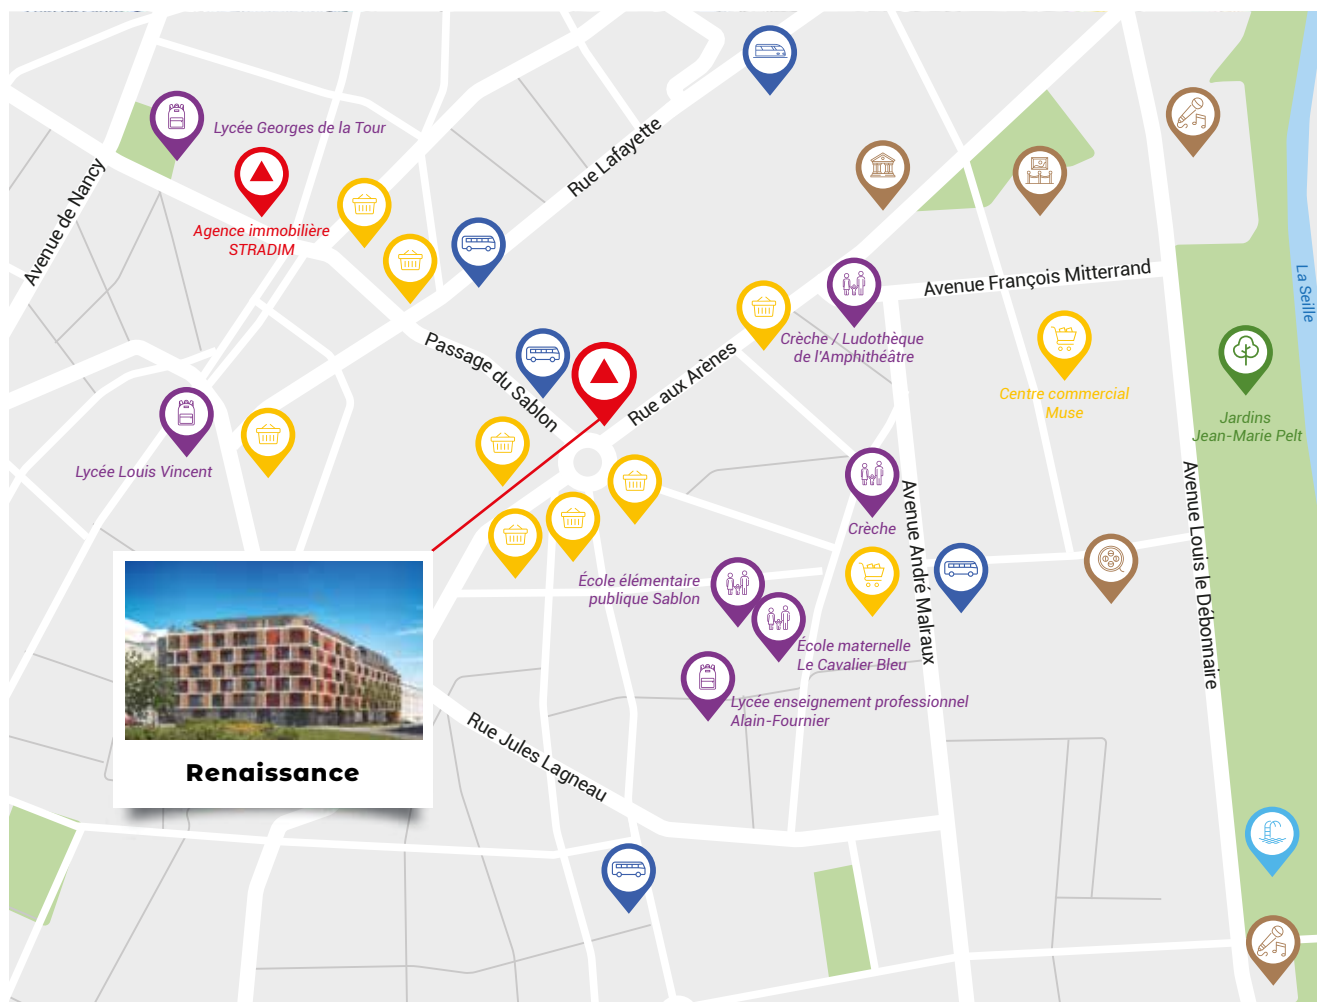 Lycée Georges de la Tour
Rue Lafayette
Avenue de Nancy
Agence immobilière
STRADIM
Avenue François Mitterrand
La Seille
Passage du Sablon
Rue aux Arènes
Crèche / Ludothèque
de l'Amphithéâtre
Centre commercial
Muse
Jardins
Jean-Marie Pelt
Lycée Louis Vincent
Avenue André Malraux
Avenue Louis le Débonnaire
Crèche
École élémentaire
publique Sablon
École maternelle
Le Cavalier Bleu
Lycée enseignement professionnel
Alain-Fournier
Rue Jules Lagneau
Renaissance